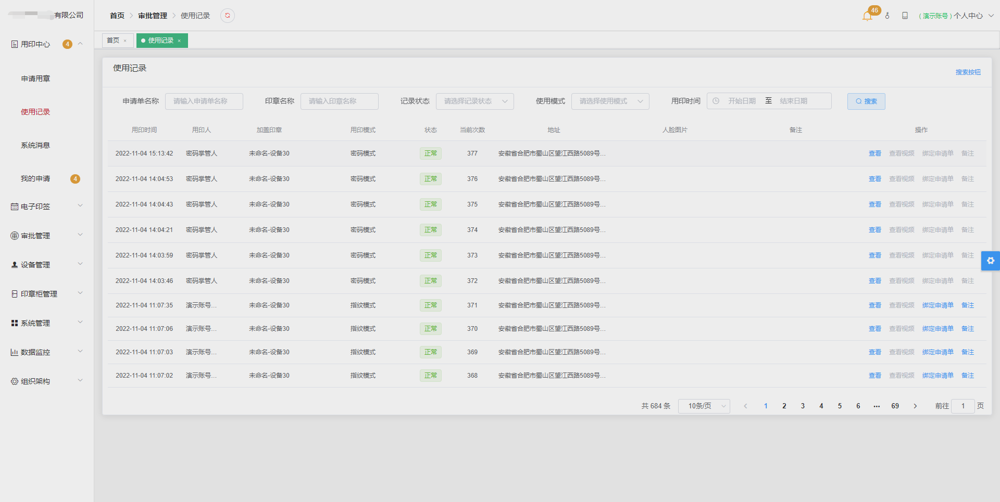 有限公司
首页 审批管理 使用记录
46
(演示账号) 个人中心
用印中心 4
申请用章
使用记录
系统消息
我的申请 4
电子印签
审批管理
设备管理
印章柜管理
系统管理
数据监控
组织架构
首页 × 使用记录 ×
使用记录
搜索按钮
申请单名称 请输入申请单名称 印章名称 请输入印章名称 记录状态 请选择记录状态 使用模式 请选择使用模式 用印时间 开始日期 至 结束日期 搜索
用印时间 用印人 加盖印章 用印模式 状态 当前次数 地址 人脸图片 备注 操作
2022-11-04 15:13:42 密码掌管人 未命名-设备30 密码模式 正常 377 安徽省合肥市蜀山区望江西路5089号... 查看 查看视频 绑定申请单 备注
2022-11-04 14:04:53 密码掌管人 未命名-设备30 密码模式 正常 376 安徽省合肥市蜀山区望江西路5089号... 查看 查看视频 绑定申请单 备注
2022-11-04 14:04:43 密码掌管人 未命名-设备30 密码模式 正常 375 安徽省合肥市蜀山区望江西路5089号... 查看 查看视频 绑定申请单 备注
2022-11-04 14:04:21 密码掌管人 未命名-设备30 密码模式 正常 374 安徽省合肥市蜀山区望江西路5089号... 查看 查看视频 绑定申请单 备注
2022-11-04 14:03:59 密码掌管人 未命名-设备30 密码模式 正常 373 安徽省合肥市蜀山区望江西路5089号... 查看 查看视频 绑定申请单 备注
2022-11-04 14:03:46 密码掌管人 未命名-设备30 密码模式 正常 372 安徽省合肥市蜀山区望江西路5089号... 查看 查看视频 绑定申请单 备注
2022-11-04 11:07:35 演示账号... 未命名-设备30 指纹模式 正常 371 安徽省合肥市蜀山区望江西路5089号... 查看 查看视频 绑定申请单 备注
2022-11-04 11:07:06 演示账号... 未命名-设备30 指纹模式 正常 370 安徽省合肥市蜀山区望江西路5089号... 查看 查看视频 绑定申请单 备注
2022-11-04 11:07:03 演示账号... 未命名-设备30 指纹模式 正常 369 安徽省合肥市蜀山区望江西路5089号... 查看 查看视频 绑定申请单 备注
2022-11-04 11:07:02 演示账号... 未命名-设备30 指纹模式 正常 368 安徽省合肥市蜀山区望江西路5089号... 查看 查看视频 绑定申请单 备注
共 684 条 10条/页 1 2 3 4 5 6 ... 69 前往 1 页